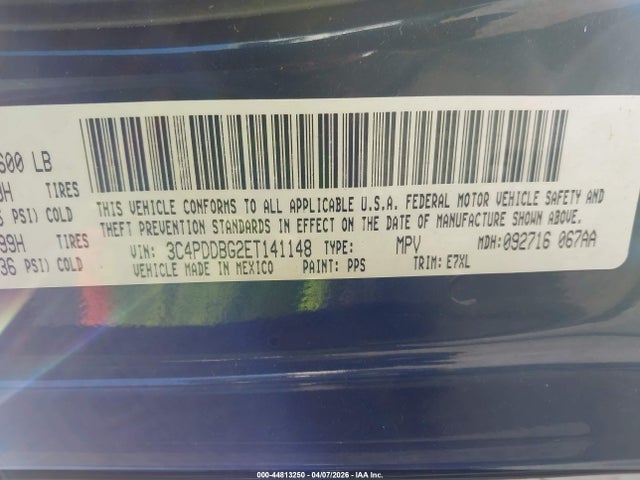 600 LB
TIRES
PSI) COLD
99H TIRES
36 PSI) COLD
THIS VEHICLE CONFORMS TO ALL APPLICABLE U.S.A. FEDERAL MOTOR VEHICLE SAFETY AND
THEFT PREVENTION STANDARDS IN EFFECT ON THE DATE OF MANUFACTURE SHOWN ABOVE.
VIN: 3C4PDDBG2ET141148 TYPE: MPV MDH:092716 067AA
VEHICLE MADE IN MEXICO PAINT: PPS TRIM: E7XL
000-44813250 - 04/07/2026 - IAA Inc.